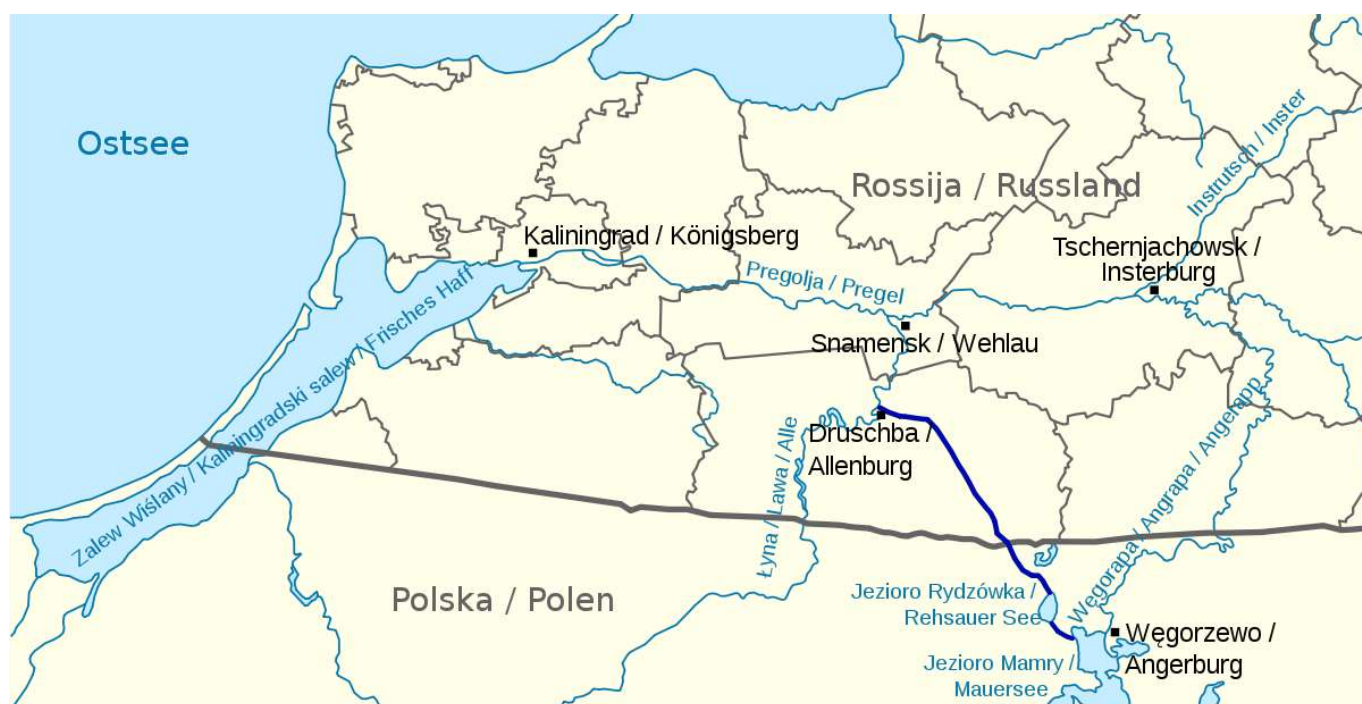 Ostsee
Rossija / Russland
Instrutsch / Inster
Kaliningrad / Königsberg
Tschernjachowsk /
Insterburg
Pregolja / Pregel
Snamensk / Wehlau
Zalew Wiślany / Kaliningradski salew / Frisches Haff
Druschba /
Allenburg
Łyna / Lawa / Alle
Węgorapa / Angrapa / Angerapp
Polska / Polen
Jezioro Rydzówka /
Rehsauer See
Węgorzewo /
Angerburg
Jezioro Mamry /
Mauersee